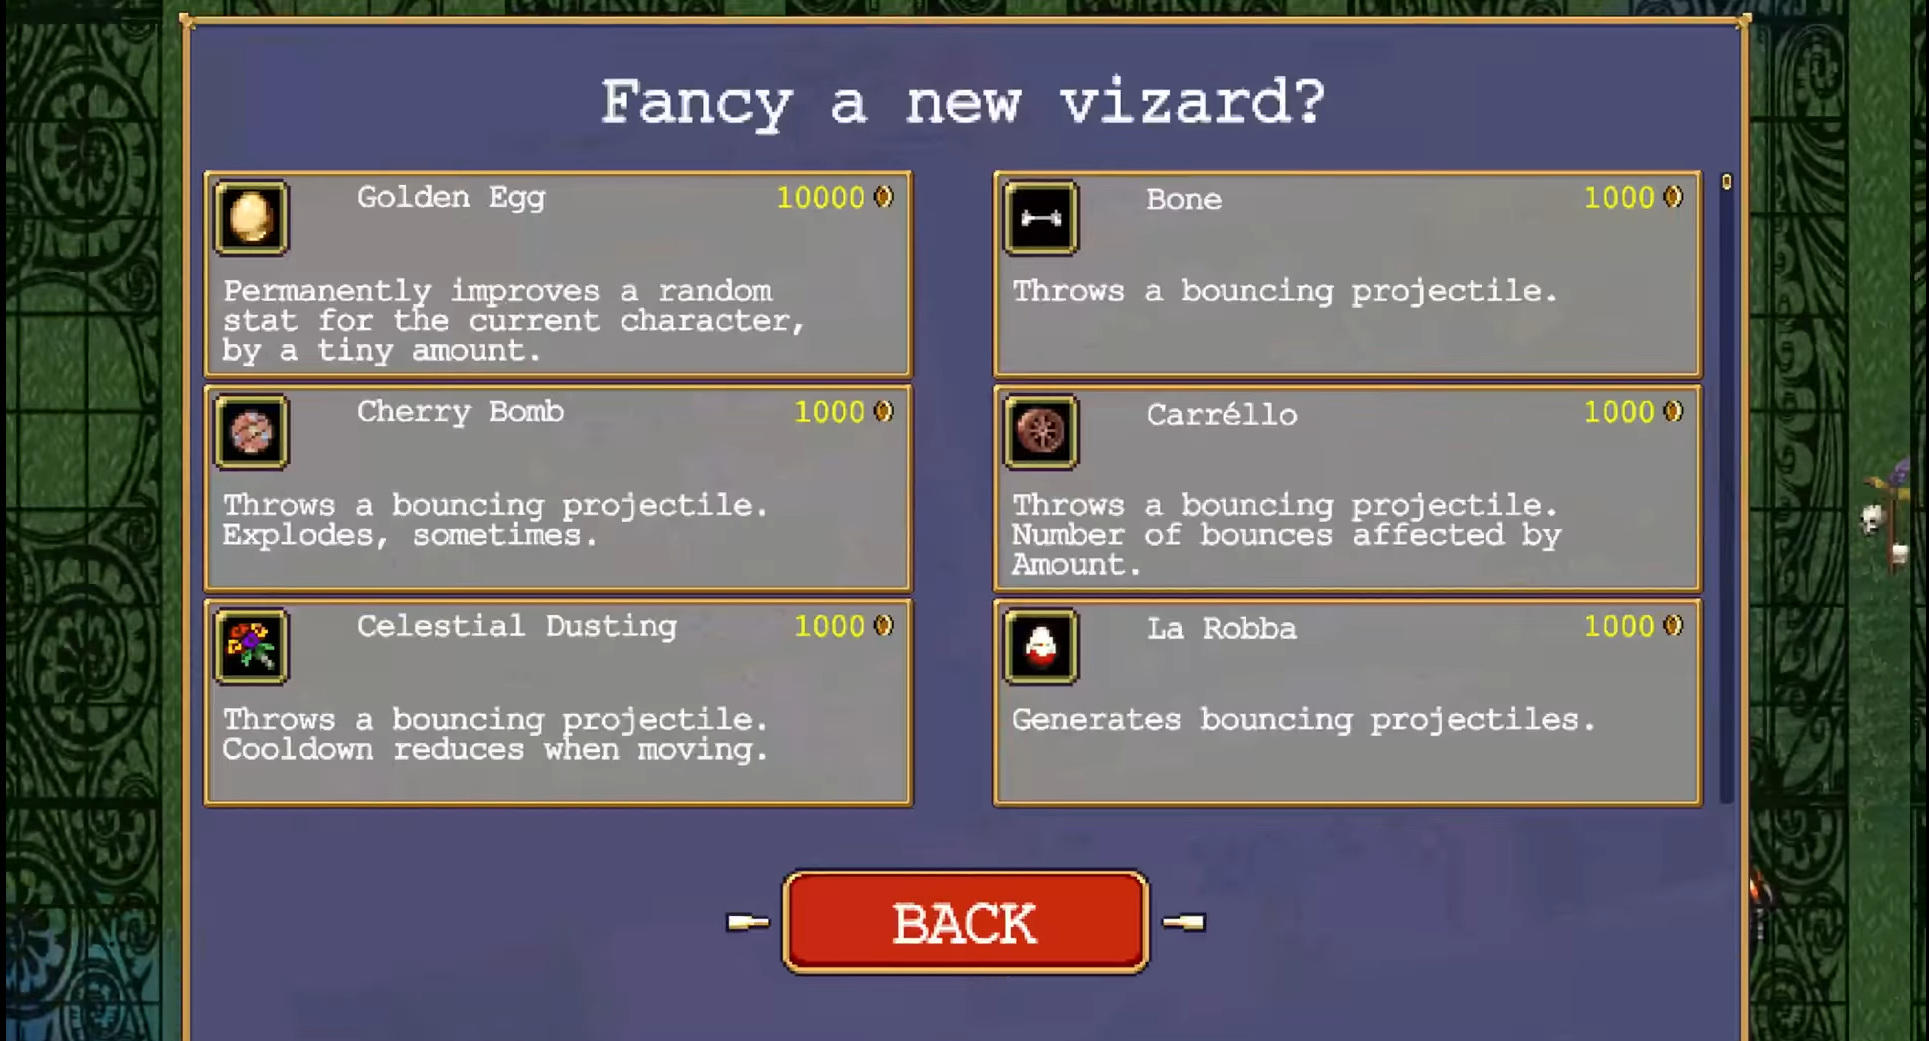 Fancy a new vizard?
Golden Egg 10000
Permanently improves a random
stat for the current character,
by a tiny amount.
Bone 1000
Throws a bouncing projectile.
Cherry Bomb 1000
Throws a bouncing projectile.
Explodes, sometimes.
Carréllo 1000
Throws a bouncing projectile.
Number of bounces affected by
Amount.
Celestial Dusting 1000
Throws a bouncing projectile.
Cooldown reduces when moving.
La Robba 1000
Generates bouncing projectiles.
BACK